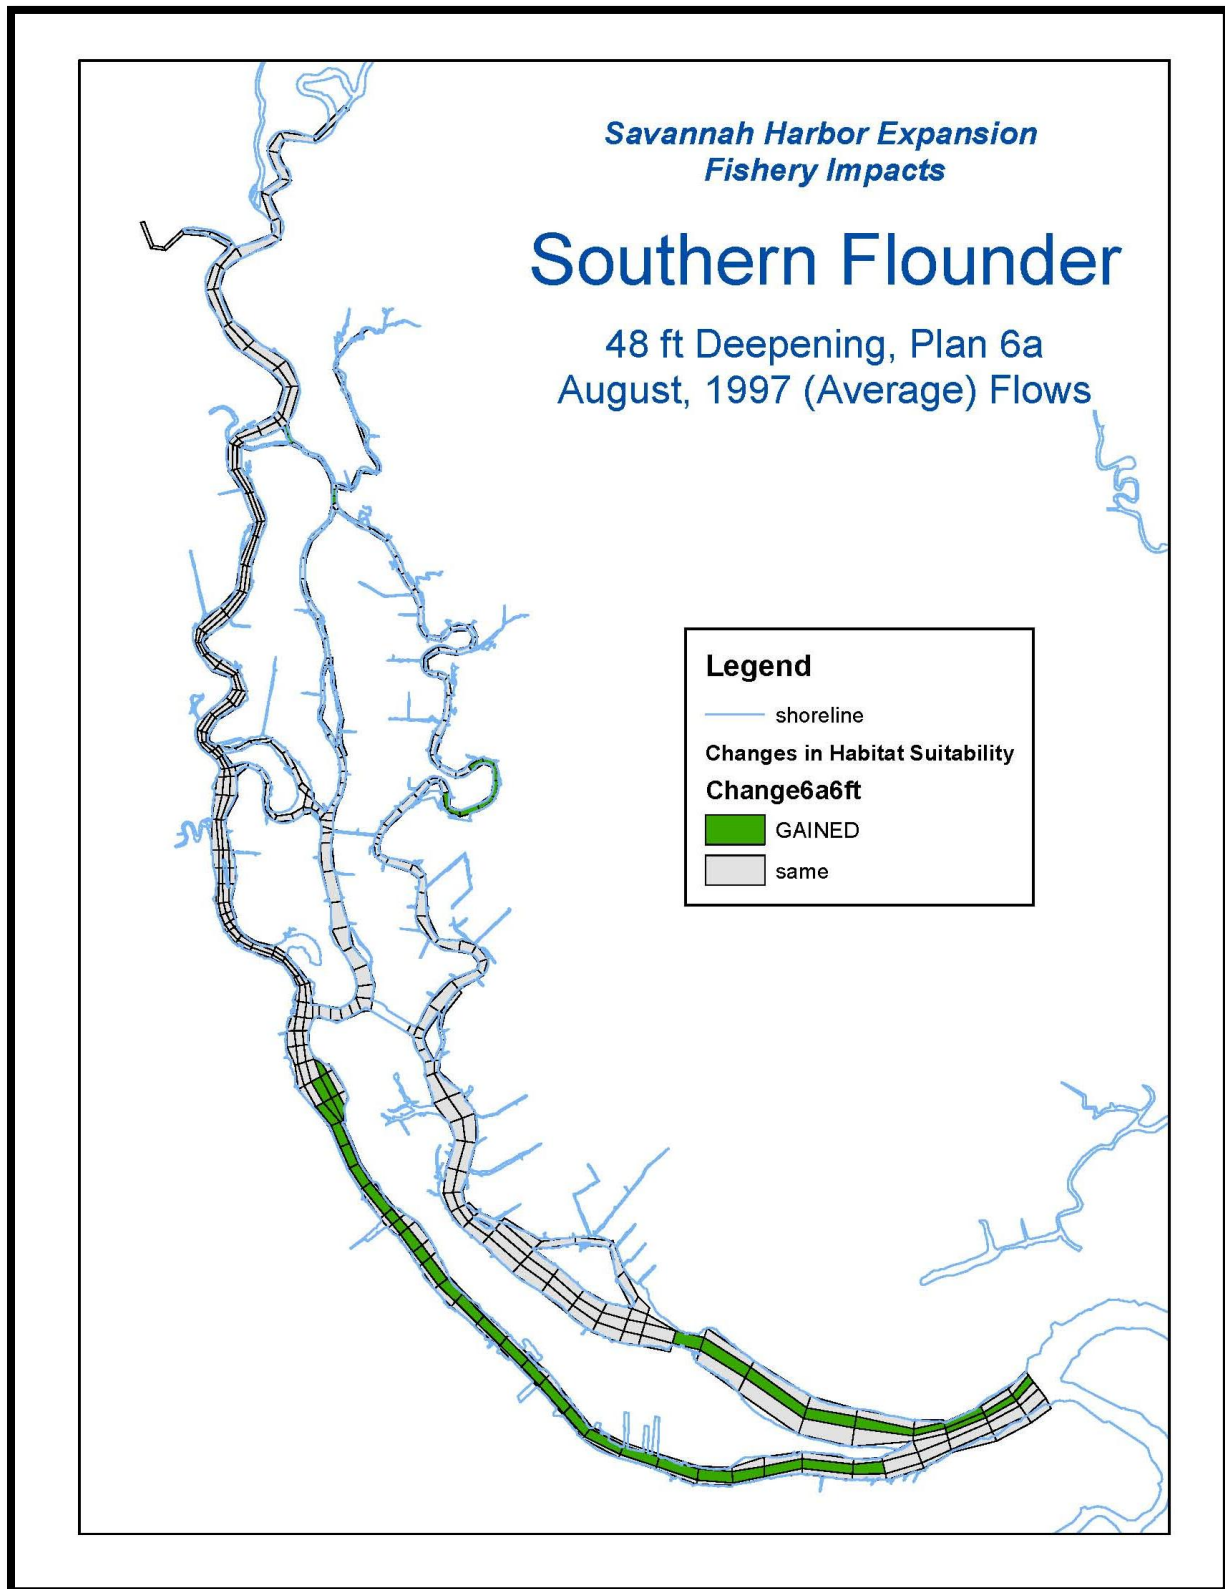 Savannah Harbor Expansion
Fishery Impacts
Southern Flounder
48 ft Deepening, Plan 6a
August, 1997 (Average) Flows
Legend
shoreline
Changes in Habitat Suitability
Change6a6ft
GAINED
same